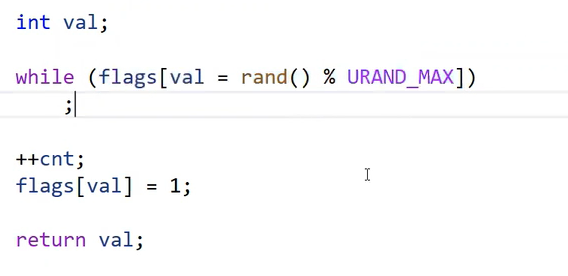 int val;
while (flags[val = rand() % URAND_MAX])
    ;
++cnt;
flags[val] = 1;
return val;